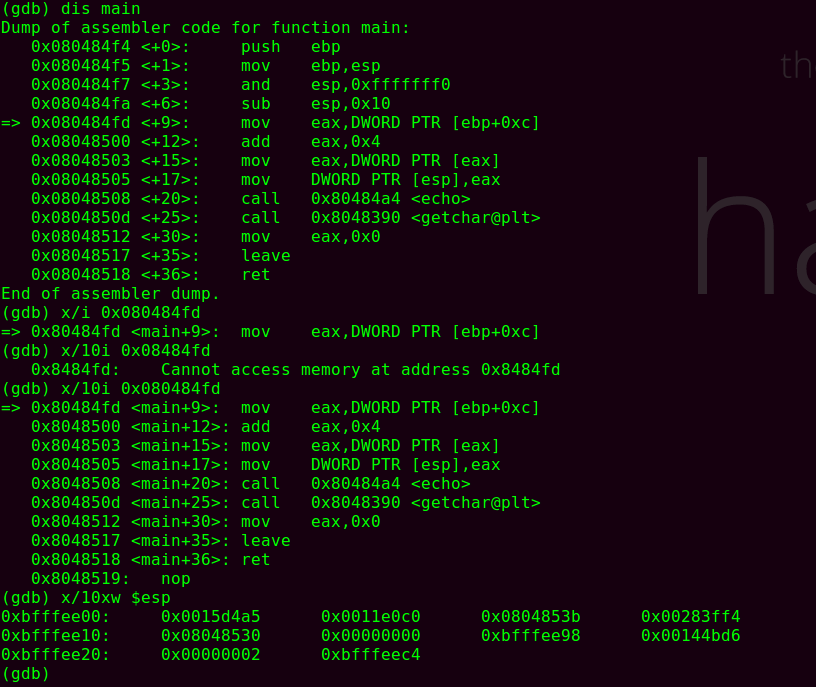 (gdb) dis main
Dump of assembler code for function main:
   0x080484f4 <+0>:     push   ebp
   0x080484f5 <+1>:     mov    ebp,esp
   0x080484f7 <+3>:     and    esp,0xfffffff0
   0x080484fa <+6>:     sub    esp,0x10
=> 0x080484fd <+9>:     mov    eax,DWORD PTR [ebp+0xc]
   0x08048500 <+12>:    add    eax,0x4
   0x08048503 <+15>:    mov    eax,DWORD PTR [eax]
   0x08048505 <+17>:    mov    DWORD PTR [esp],eax
   0x08048508 <+20>:    call   0x80484a4 <echo>
   0x0804850d <+25>:    call   0x8048390 <getchar@plt>
   0x08048512 <+30>:    mov    eax,0x0
   0x08048517 <+35>:    leave
   0x08048518 <+36>:    ret
End of assembler dump.
(gdb) x/i 0x080484fd
=> 0x80484fd <main+9>:  mov    eax,DWORD PTR [ebp+0xc]
(gdb) x/10i 0x08484fd
   0x8484fd:    Cannot access memory at address 0x8484fd
(gdb) x/10i 0x080484fd
=> 0x80484fd <main+9>:  mov    eax,DWORD PTR [ebp+0xc]
   0x8048500 <main+12>: add    eax,0x4
   0x8048503 <main+15>: mov    eax,DWORD PTR [eax]
   0x8048505 <main+17>: mov    DWORD PTR [esp],eax
   0x8048508 <main+20>: call   0x80484a4 <echo>
   0x804850d <main+25>: call   0x8048390 <getchar@plt>
   0x8048512 <main+30>: mov    eax,0x0
   0x8048517 <main+35>: leave
   0x8048518 <main+36>: ret
   0x8048519:   nop
(gdb) x/10xw $esp
0xbfffee00:     0x0015d4a5      0x0011e0c0      0x0804853b      0x00283ff4
0xbfffee10:     0x08048530      0x00000000      0xbfffee98      0x00144bd6
0xbfffee20:     0x00000002      0xbfffeec4
(gdb)